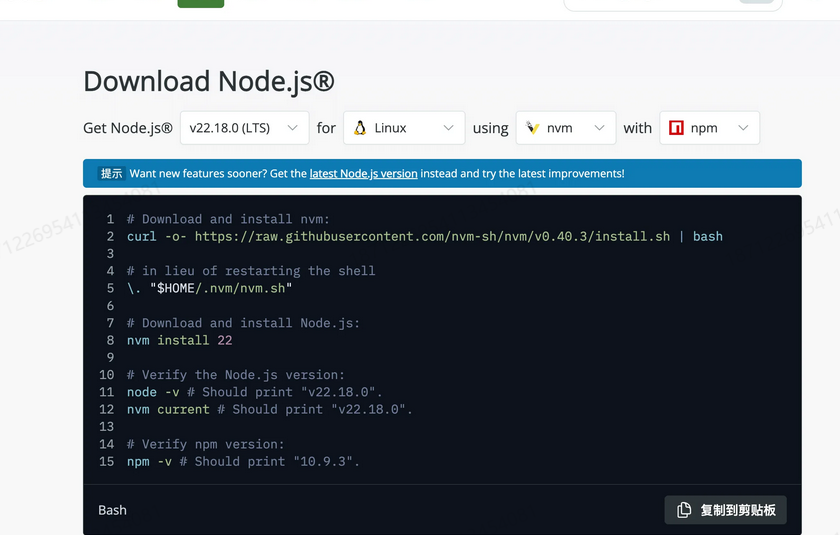 Download Node.js®
Get Node.js® v22.18.0 (LTS) for Linux using nvm with npm
提示 Want new features sooner? Get the latest Node.js version instead and try the latest improvements!
1 # Download and install nvm:
2 curl -o- https://raw.githubusercontent.com/nvm-sh/nvm/v0.40.3/install.sh | bash
3
4 # in lieu of restarting the shell
5 \. "$HOME/.nvm/nvm.sh"
6
7 # Download and install Node.js:
8 nvm install 22
9
10 # Verify the Node.js version:
11 node -v # Should print "v22.18.0".
12 nvm current # Should print "v22.18.0".
13
14 # Verify npm version:
15 npm -v # Should print "10.9.3".
Bash 复制到剪贴板
12269541